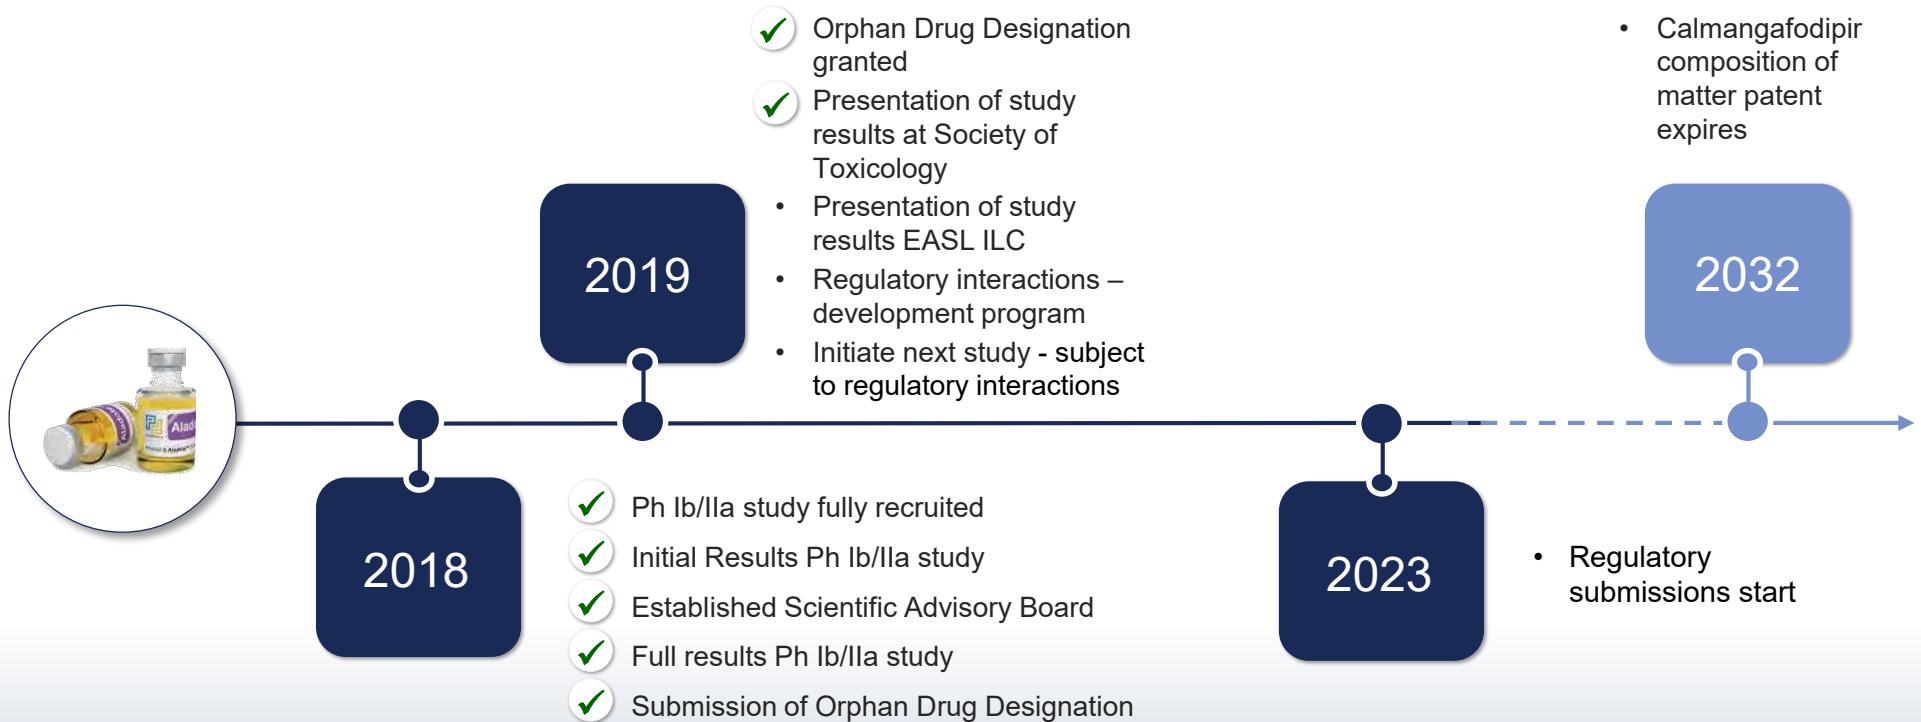 Orphan Drug Designation
granted
Presentation of study
results at Society of
Toxicology
• Presentation of study
results EASL ILC
• Regulatory interactions –
development program
• Initiate next study - subject
to regulatory interactions
• Calmangafodipir
composition of
matter patent
expires
2019
2032
Alado
2018
Ph Ib/IIa study fully recruited
Initial Results Ph Ib/IIa study
Established Scientific Advisory Board
Full results Ph Ib/IIa study
Submission of Orphan Drug Designation
2023
• Regulatory
submissions start